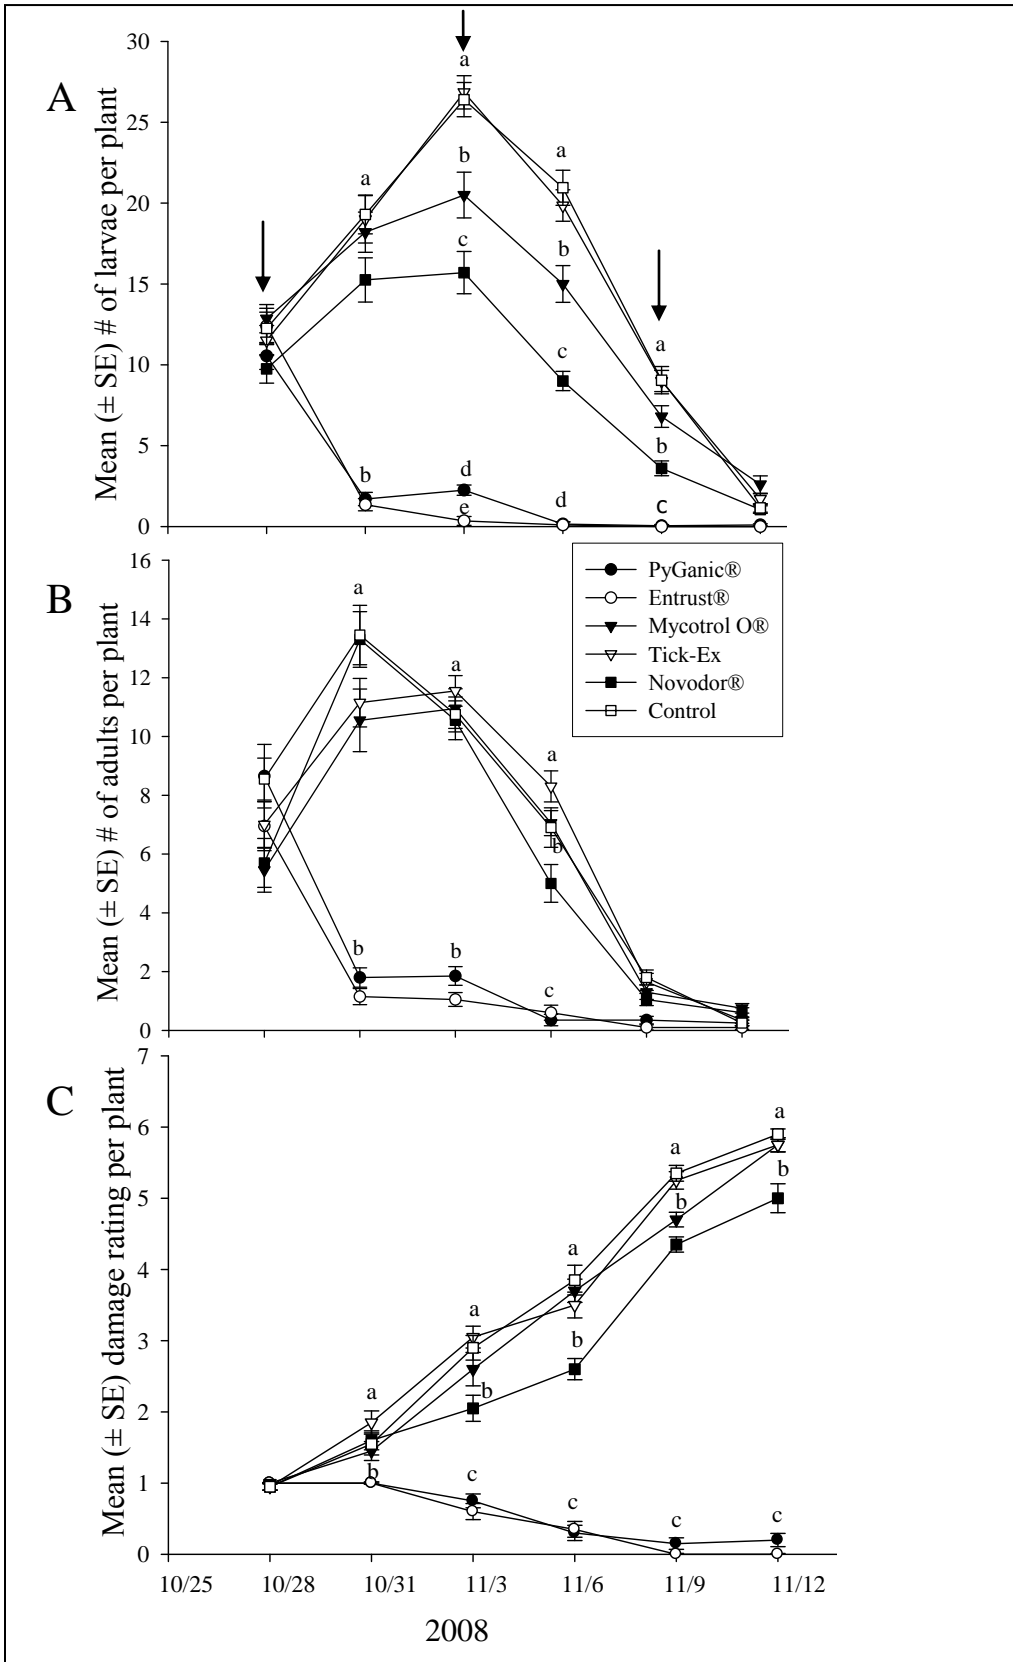 A
Mean (± SE) # of larvae per plant
30
25
20
15
10
5
0
a
a
b
c
a
b
c
a
b
b
d
e
d
c
B
Mean (± SE) # of adults per plant
16
14
12
10
8
6
4
2
0
a
a
a
b
b
b
c
PyGanic®
Entrust®
Mycotrol O®
Tick-Ex
Novodor®
Control
C
Mean (± SE) damage rating per plant
7
6
5
4
3
2
1
0
a
b
a
b
c
a
b
c
a
b
c
a
b
c
10/25 10/28 10/31 11/3 11/6 11/9 11/12
2008